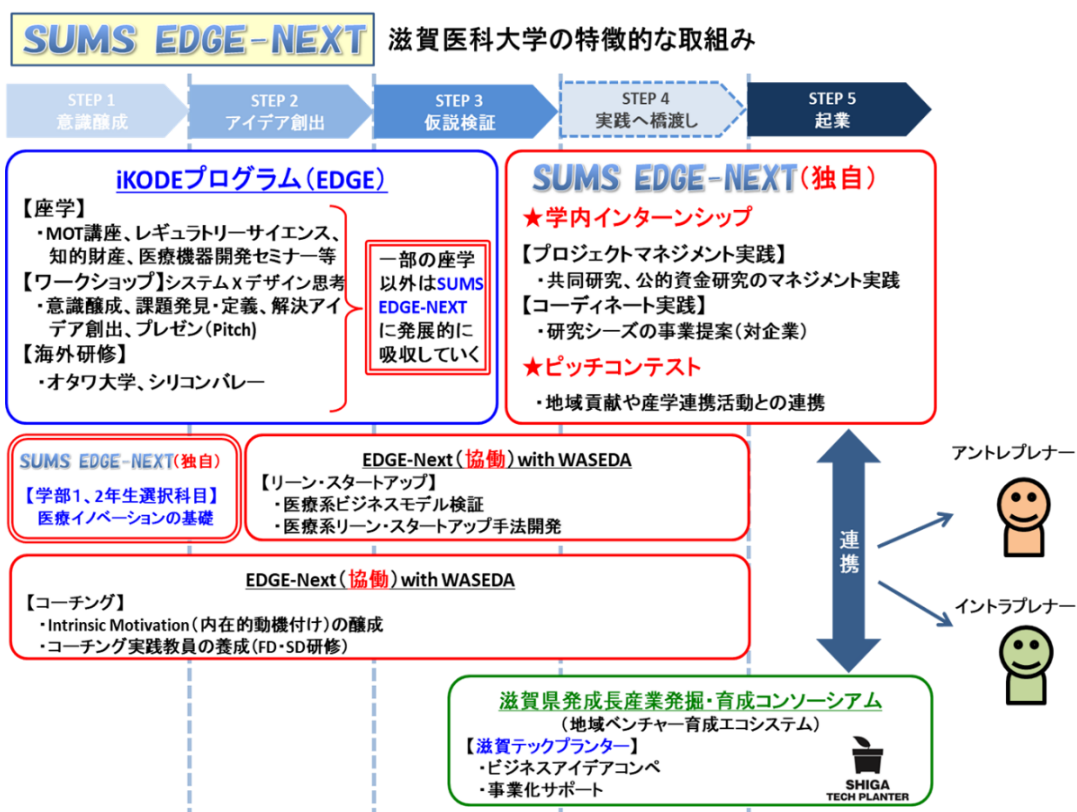 SUMS EDGE-NEXT 滋賀医科大学の特徴的な取組み
STEP 1
意識醸成
STEP 2
アイデア創出
STEP 3
仮説検証
STEP 4
実践へ橋渡し
STEP 5
起業
iKODEプログラム（EDGE）
【座学】
・MOT講座、レギュラトリーサイエンス、
知的財産、医療機器開発セミナー等
【ワークショップ】システム×デザイン思考
・意識醸成、課題発見・定義、解決アイ
デア創出、プレゼン（Pitch)
【海外研修】
・オタワ大学、シリコンバレー
一部の座学
以外はSUMS
EDGE-NEXT
に発展的に
吸収していく
SUMS EDGE-NEXT（独自）
★学内インターンシップ
【プロジェクトマネジメント実践】
・共同研究、公的資金研究のマネジメント実践
【コーディネート実践】
・研究シーズの事業提案（対企業）
★ピッチコンテスト
・地域貢献や産学連携活動との連携
SUMS EDGE-NEXT（独自）
【学部１、２年生選択科目】
医療イノベーションの基礎
EDGE-Next（協働）with WASEDA
【リーン・スタートアップ】
・医療系ビジネスモデル検証
・医療系リーン・スタートアップ手法開発
EDGE-Next（協働）with WASEDA
【コーチング】
・Intrinsic Motivation（内在的動機付け）の醸成
・コーチング実践教員の養成（FD・SD研修）
連携
アントレプレナー
イントラプレナー
滋賀県発成長産業発掘・育成コンソーシアム
（地域ベンチャー育成エコシステム）
【滋賀テックプランター】
・ビジネスアイデアコンペ
・事業化サポート
SHIGA
TECH PLANTER